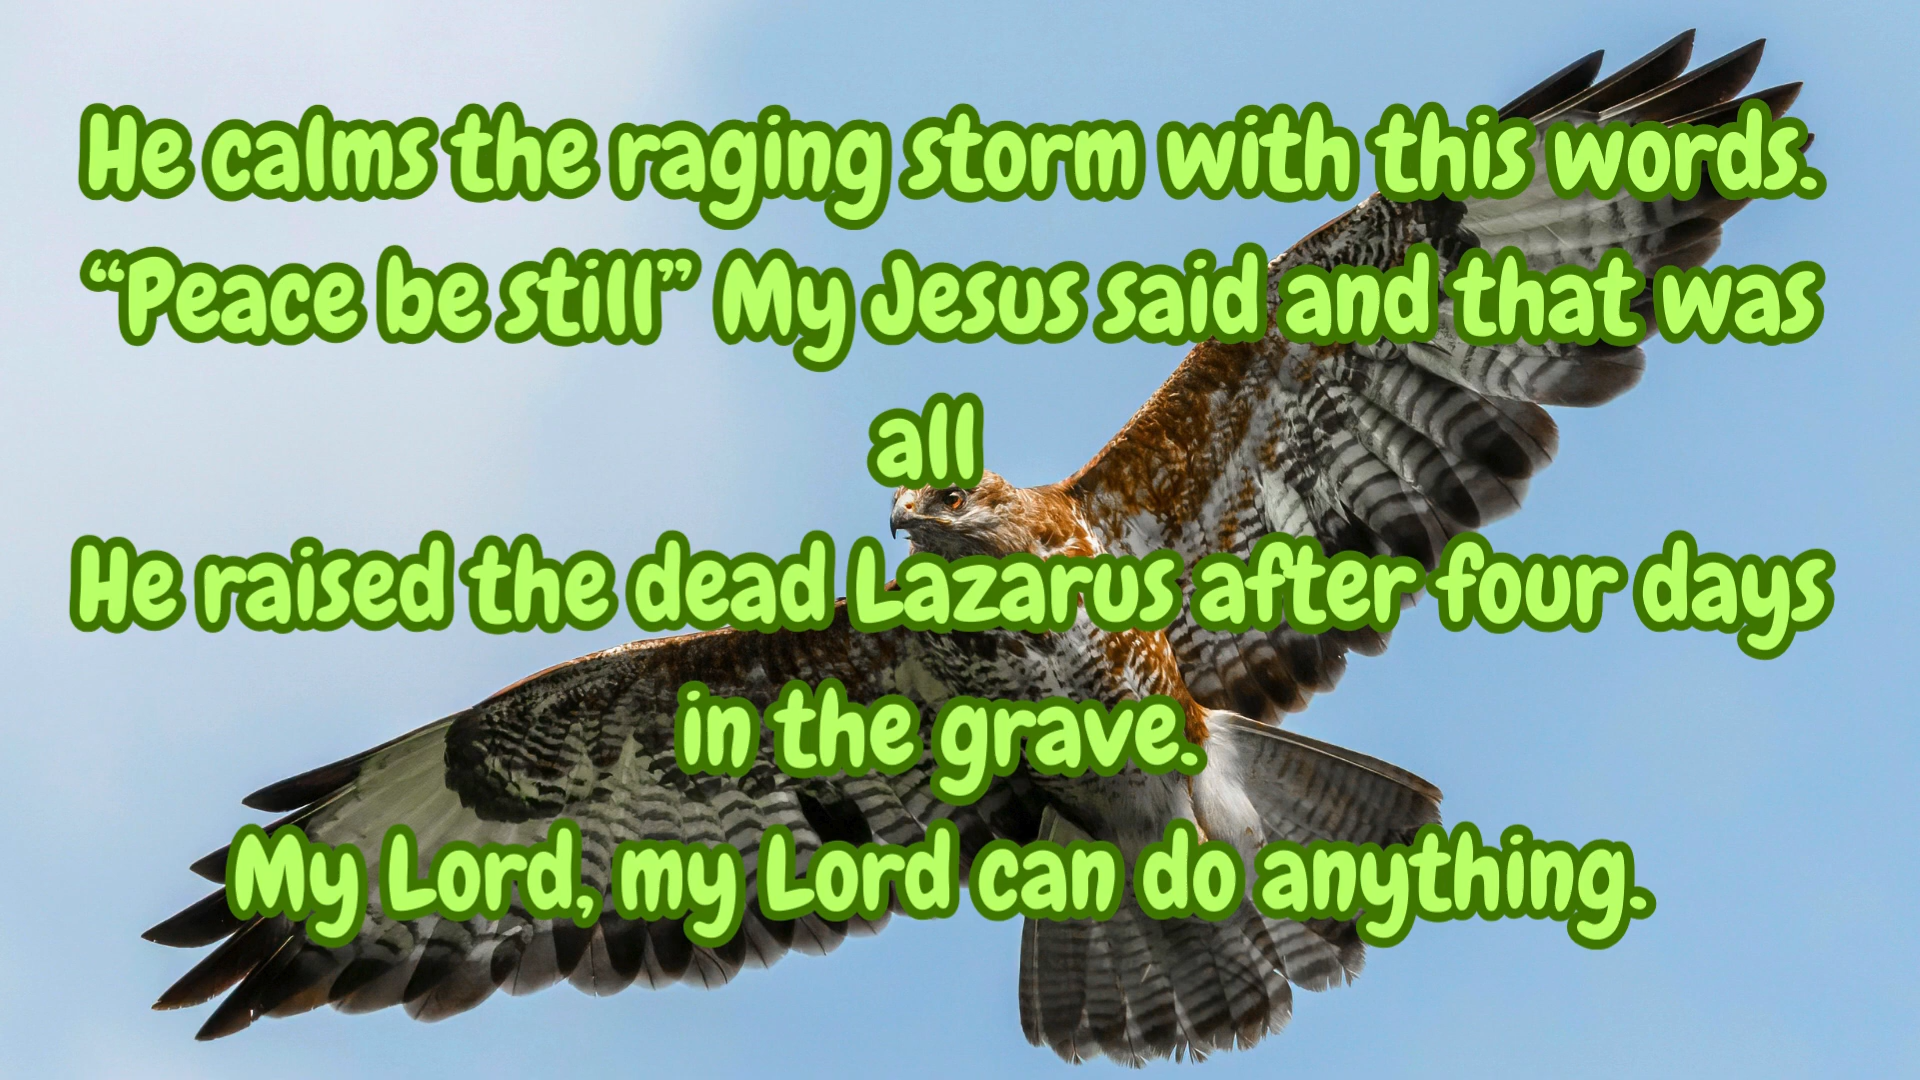 He calms the raging storm with this words.
“Peace be still” My Jesus said and that was
all
He raised the dead Lazarus after four days
in the grave.
My Lord, my Lord can do anything.